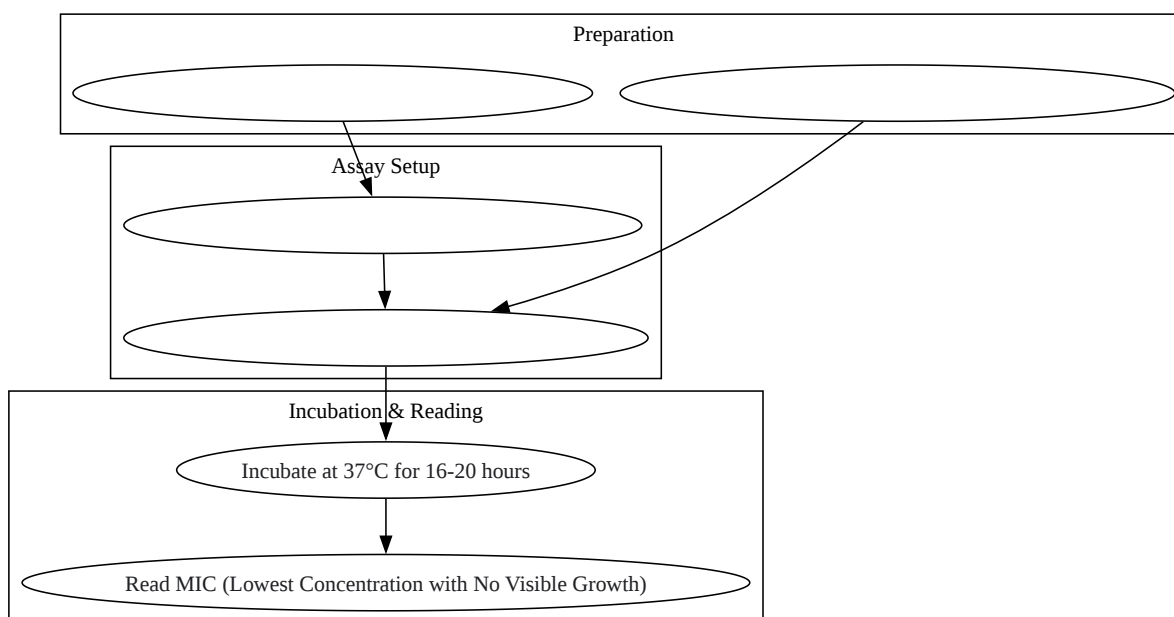 Preparation
Assay Setup
Incubation & Reading
Incubate at 37°C for 16-20 hours
Read MIC (Lowest Concentration with No Visible Growth)